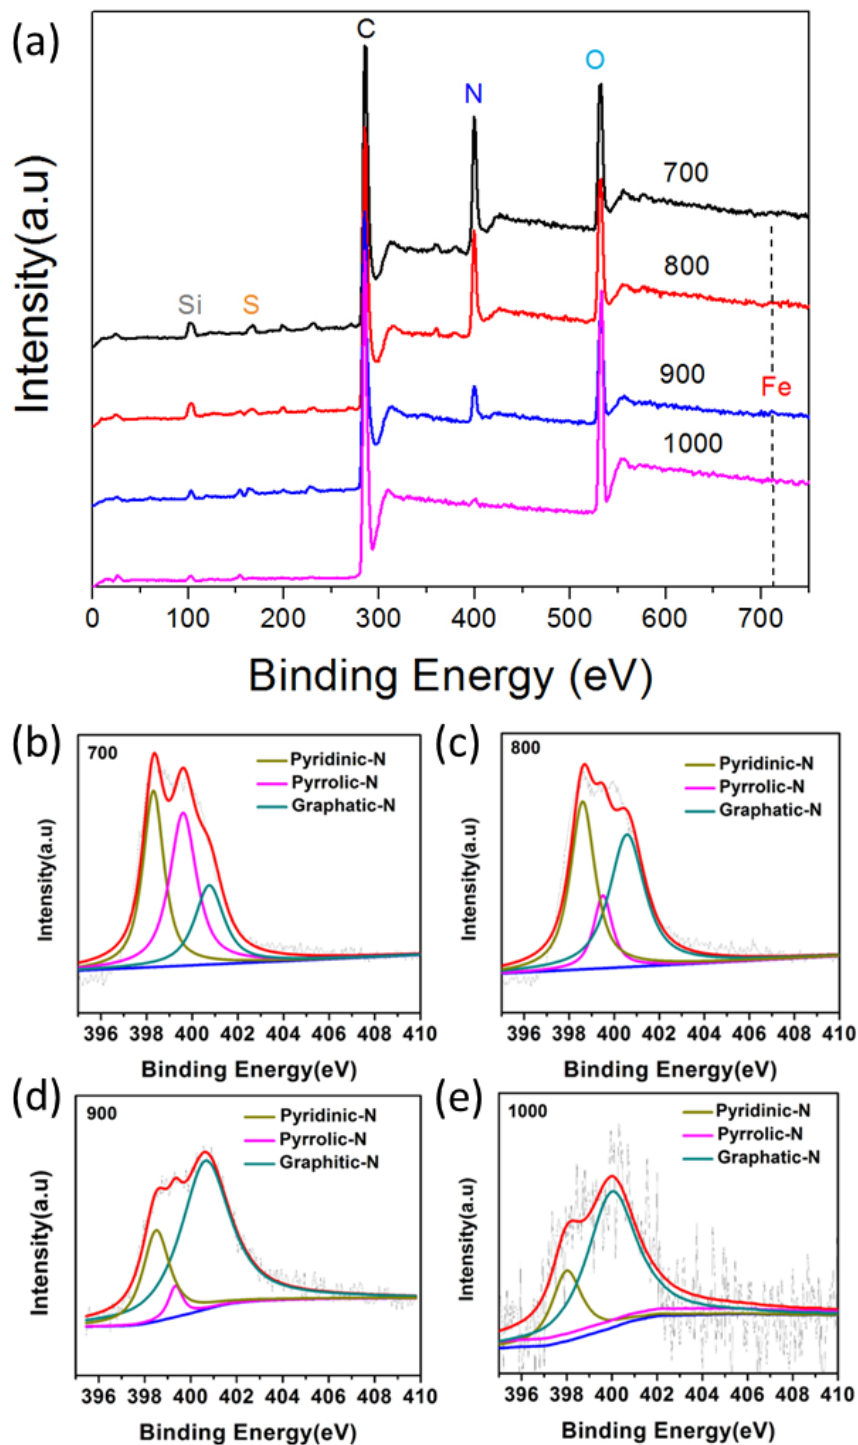 (a)
C
N
O
Si
S
700
800
900
1000
Fe
Intensity(a.u)
0 100 200 300 400 500 600 700
Binding Energy (eV)
(b)
700
Pyridinic-N
Pyrrolic-N
Graphatic-N
Intensity(a.u)
396 398 400 402 404 406 408 410
Binding Energy(eV)
(c)
800
Pyridinic-N
Pyrrolic-N
Graphatic-N
Intensity(a.u)
396 398 400 402 404 406 408 410
Binding Energy(eV)
(d)
900
Pyridinic-N
Pyrrolic-N
Graphitic-N
Intensity(a.u)
396 398 400 402 404 406 408 410
Binding Energy(eV)
(e)
1000
Pyridinic-N
Pyrrolic-N
Graphatic-N
Intensity(a.u)
396 398 400 402 404 406 408 410
Binding Energy(eV)